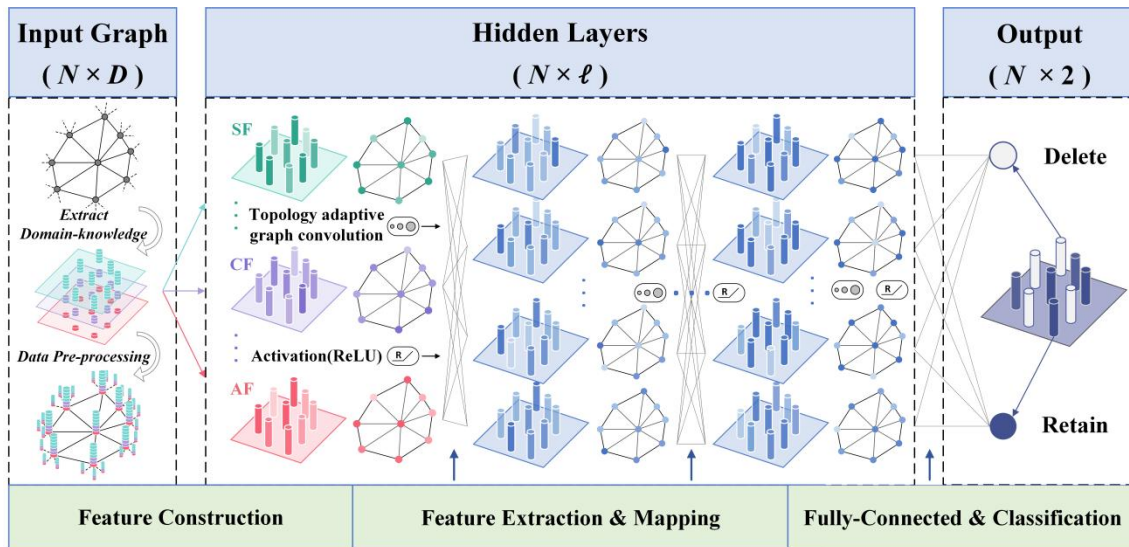 Input Graph
( N × D )
Hidden Layers
( N × ℓ )
Output
( N × 2 )
Extract
Domain-knowledge
Data Pre-processing
SF
Topology adaptive
graph convolution
CF
Activation(ReLU)
R
AF
R
R
Delete
Retain
Feature Construction
Feature Extraction & Mapping
Fully-Connected & Classification